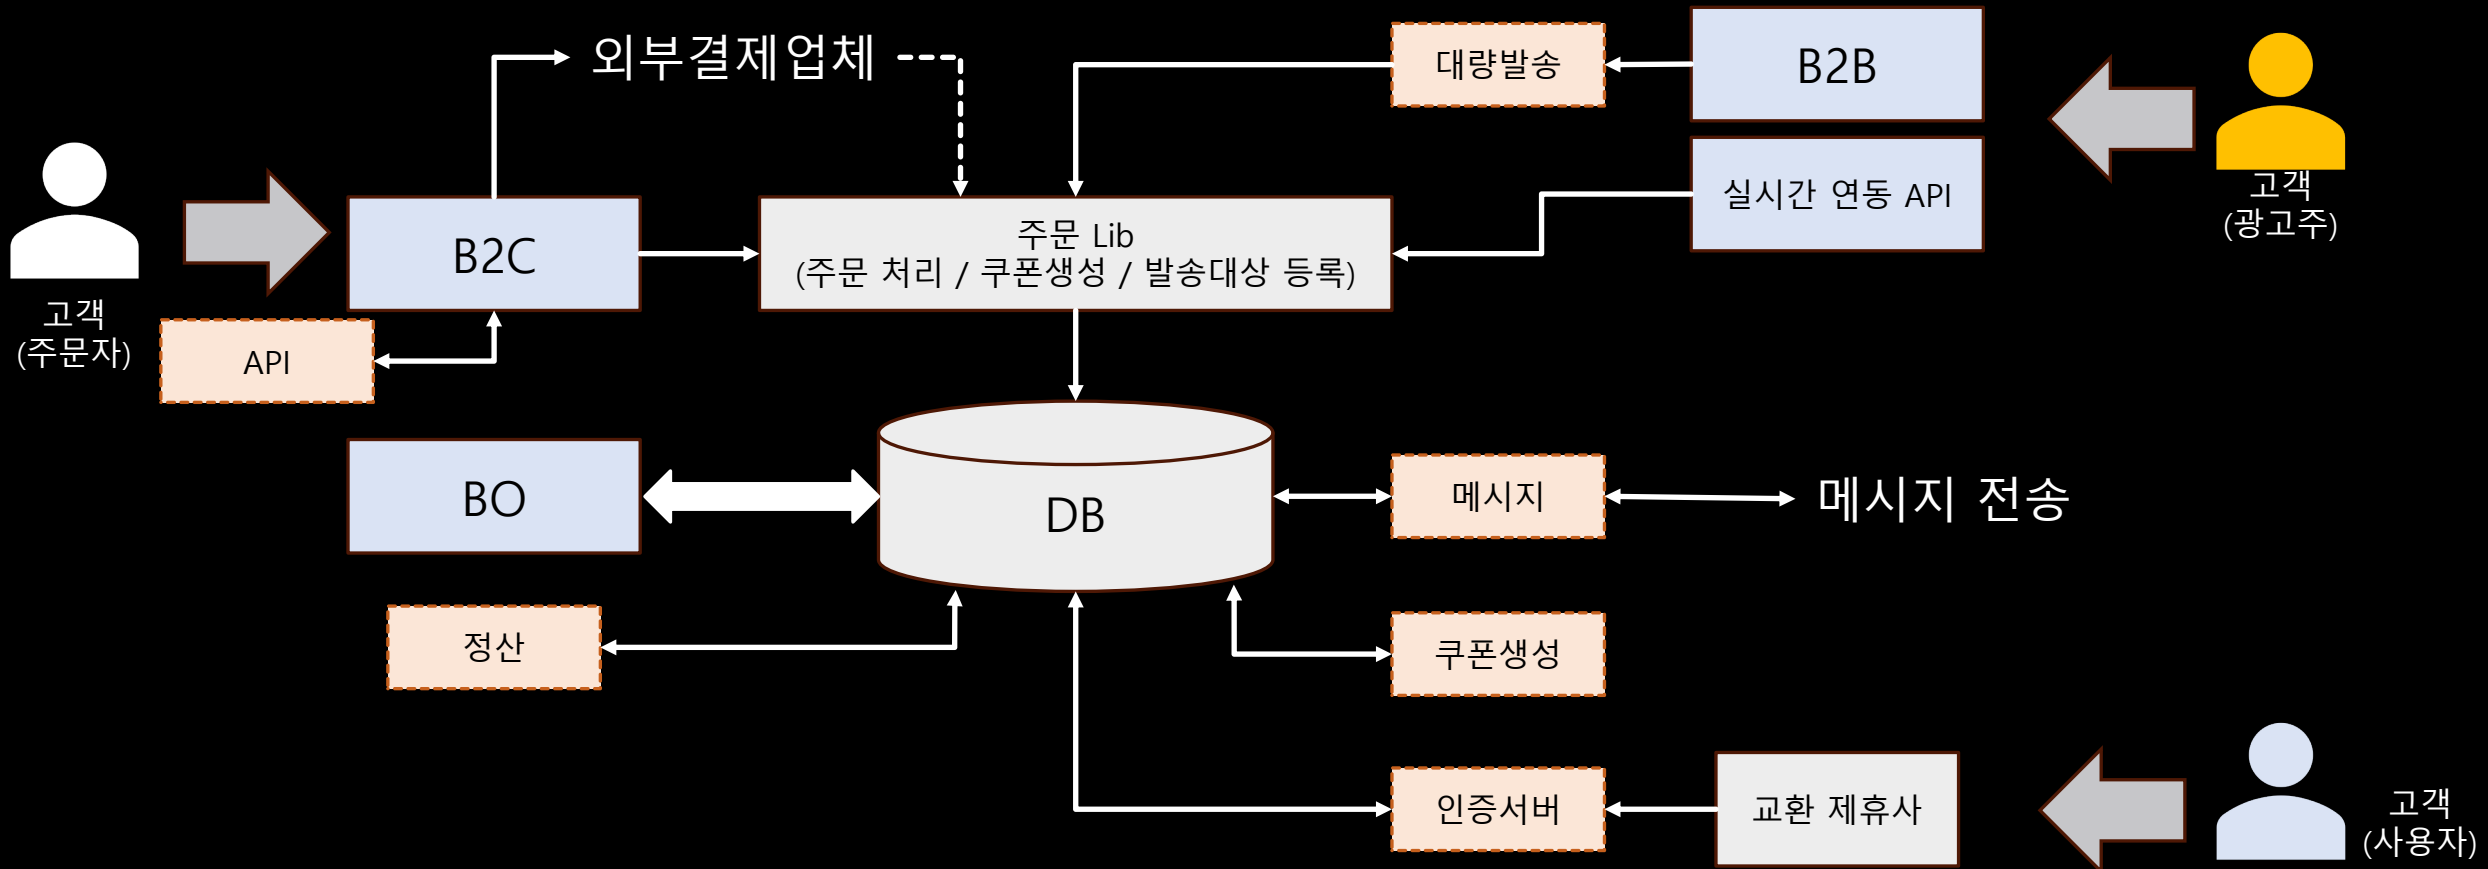 외부결제업체
대량발송
B2B
고객
(광고주)
실시간 연동 API
B2C
주문 Lib
(주문 처리 / 쿠폰생성 / 발송대상 등록)
고객
(주문자)
API
BO
DB
메시지
메시지 전송
정산
쿠폰생성
인증서버
교환 제휴사
고객
(사용자)